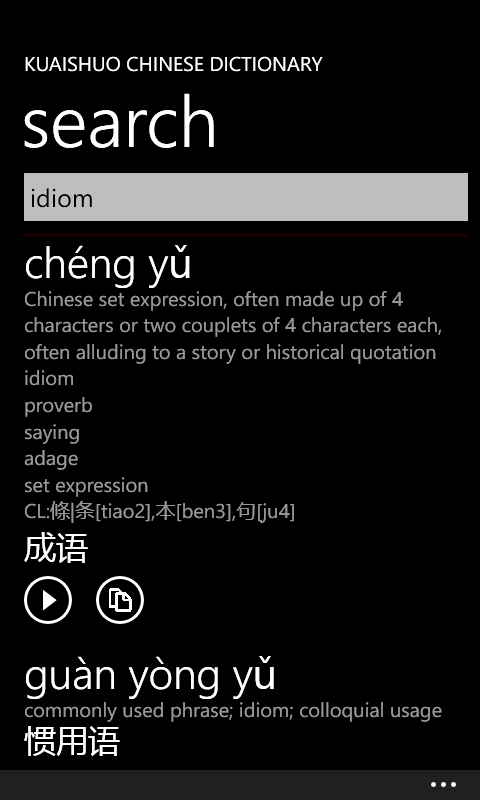 KUAISHUO CHINESE DICTIONARY
search
idiom
chéng yǔ
Chinese set expression, often made up of 4
characters or two couplets of 4 characters each,
often alluding to a story or historical quotation
idiom
proverb
saying
adage
set expression
CL:條|条[tiao2],本[ben3],句[ju4]
成语
guàn yòng yǔ
commonly used phrase; idiom; colloquial usage
惯用语